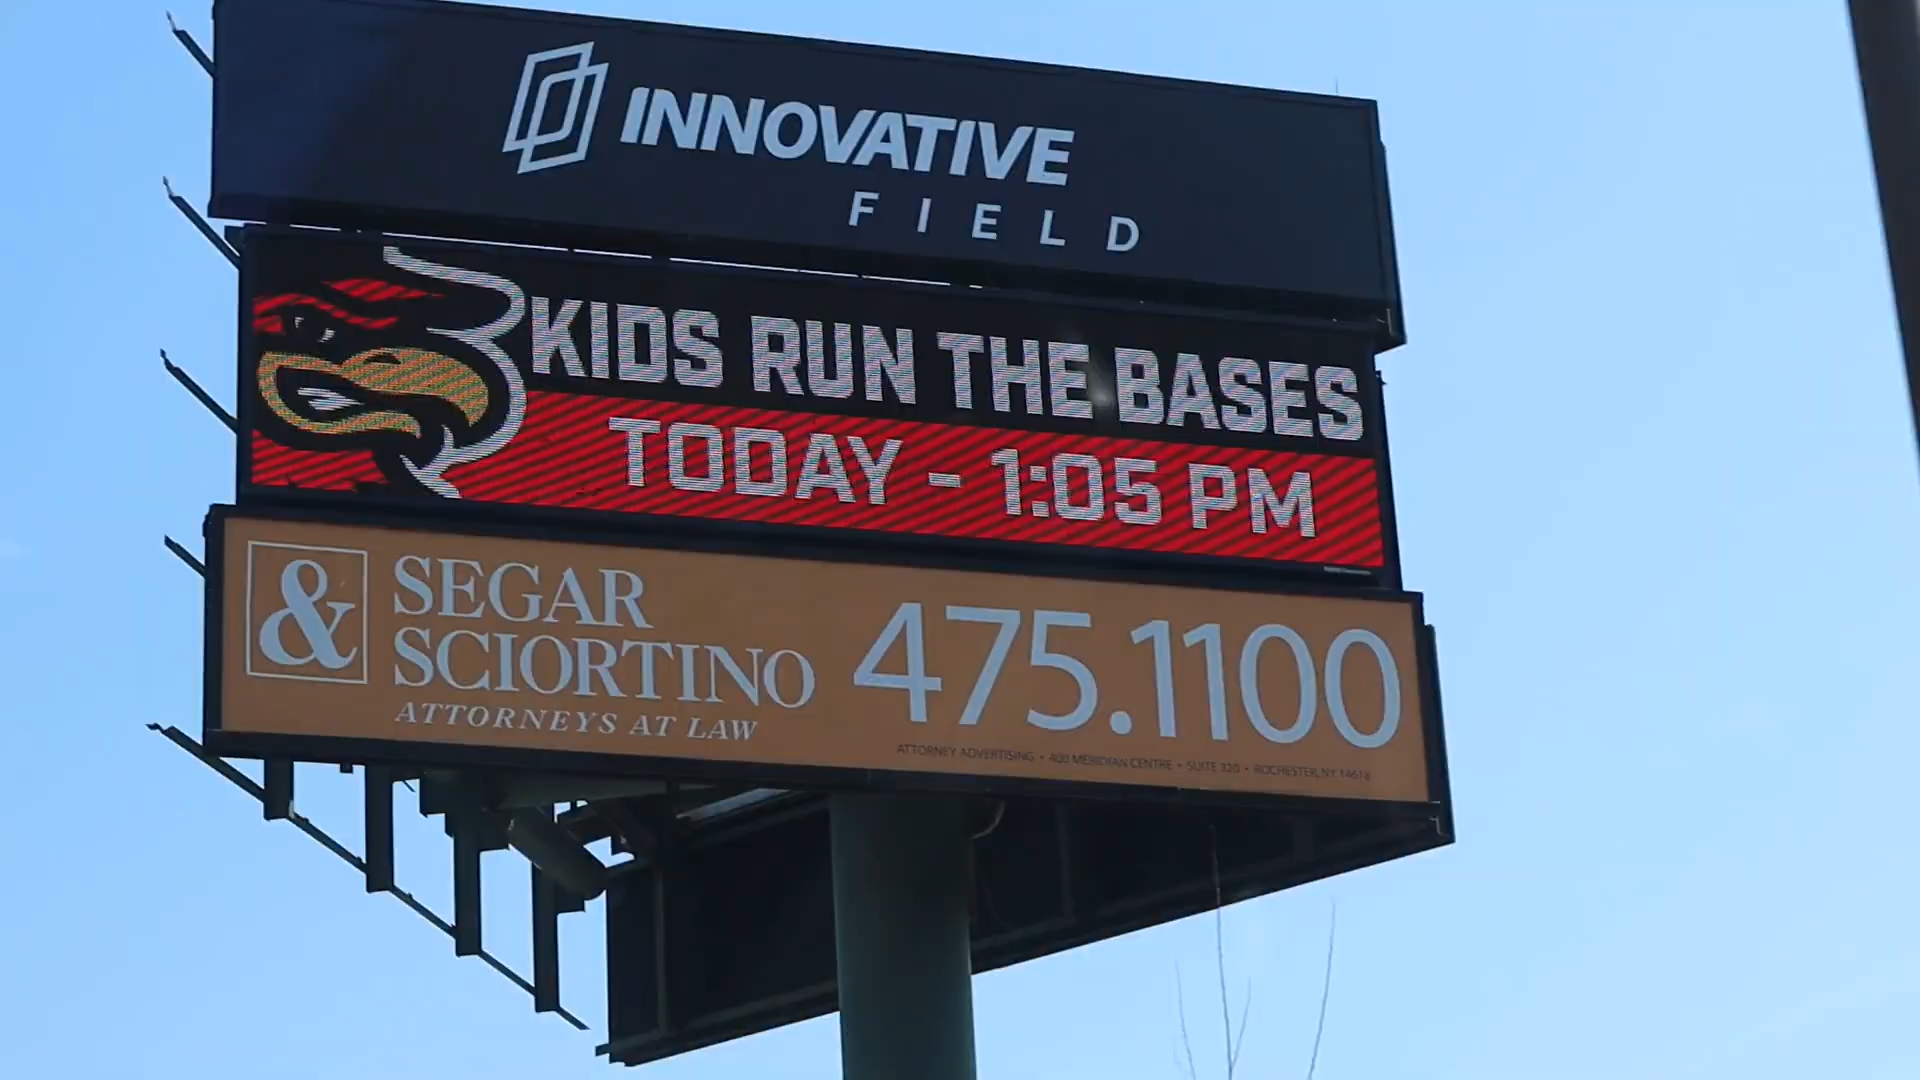 INNOVATIVE
FIELD
KIDS RUN THE BASES
TODAY - 1:05 PM
&
SEGAR
SCIORTINO
ATTORNEYS AT LAW
475.1100
ATTORNEY ADVERTISING • 400 MERIDIAN CENTRE • SUITE 320 • ROCHESTER, NY 14618